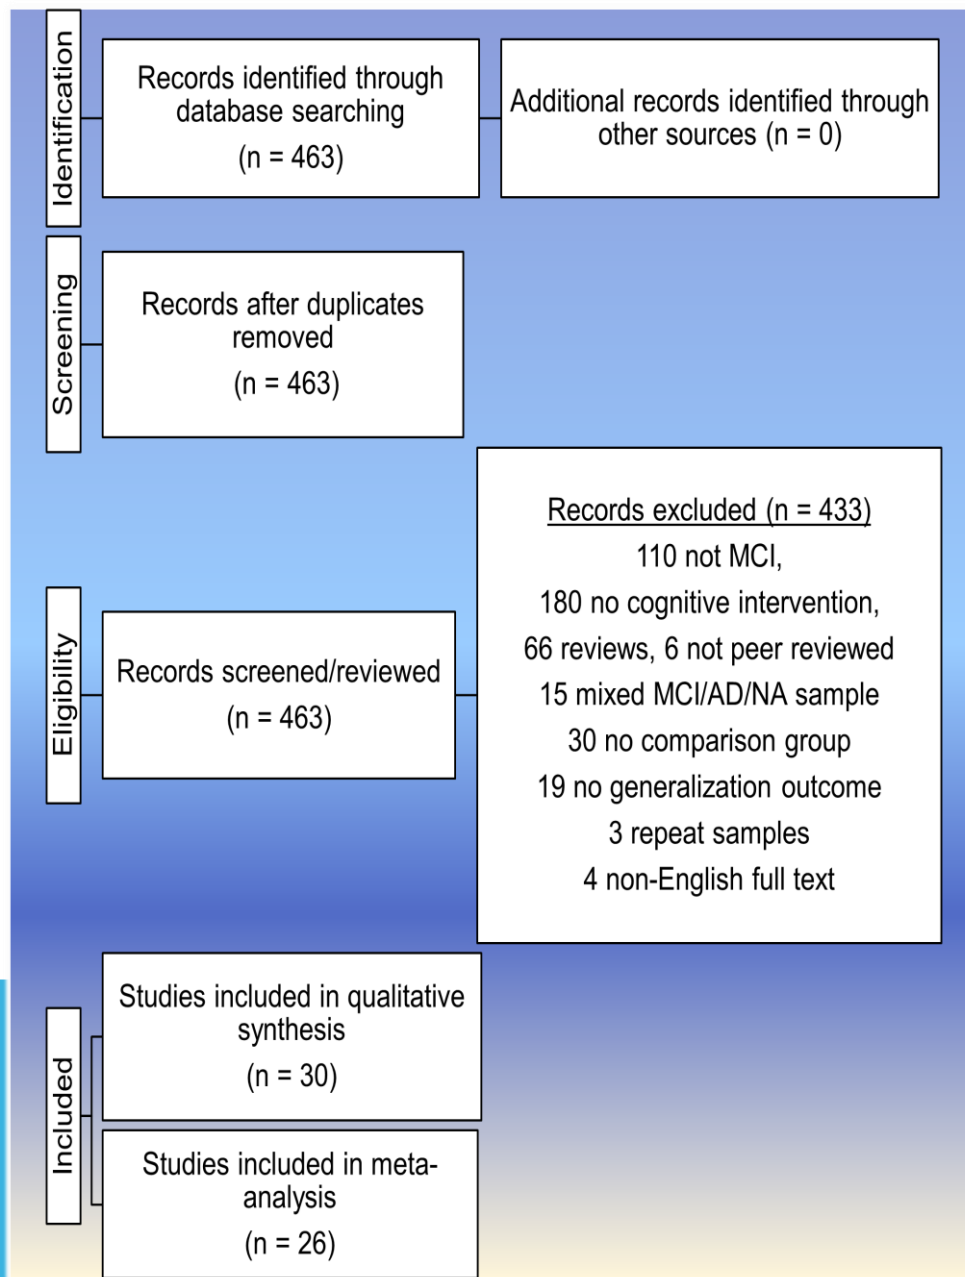 Identification
Records identified through
database searching
(n = 463)
Additional records identified through
other sources (n = 0)
Screening
Records after duplicates
removed
(n = 463)
Eligibility
Records screened/reviewed
(n = 463)
Records excluded (n = 433)
110 not MCI,
180 no cognitive intervention,
66 reviews, 6 not peer reviewed
15 mixed MCI/AD/NA sample
30 no comparison group
19 no generalization outcome
3 repeat samples
4 non-English full text
Included
Studies included in qualitative
synthesis
(n = 30)
Studies included in meta-
analysis
(n = 26)